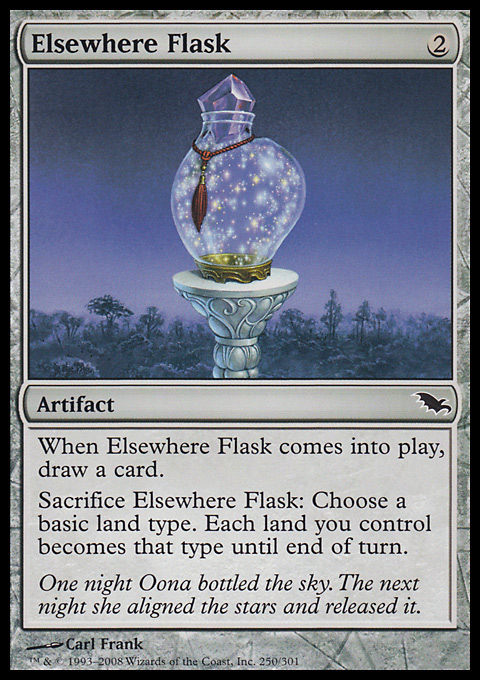 Elsewhere Flask 2
Artifact
When Elsewhere Flask comes into play,
draw a card.
Sacrifice Elsewhere Flask: Choose a
basic land type. Each land you control
becomes that type until end of turn.
One night Oona bottled the sky. The next
night she aligned the stars and released it.
Carl Frank
™ & © 1993–2008 Wizards of the Coast, Inc. 250/301